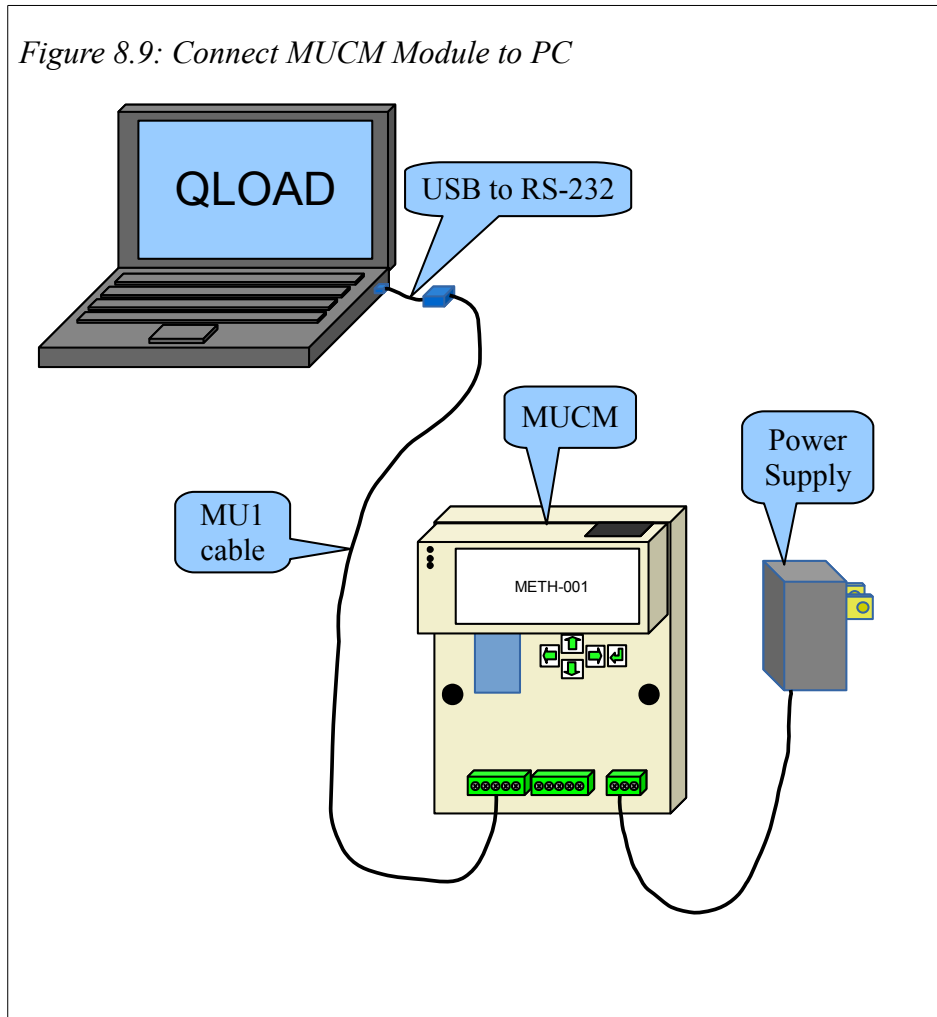 Figure 8.9: Connect MUCM Module to PC
QLOAD
USB to RS-232
MUCM
Power
Supply
MU1
cable
METH-001